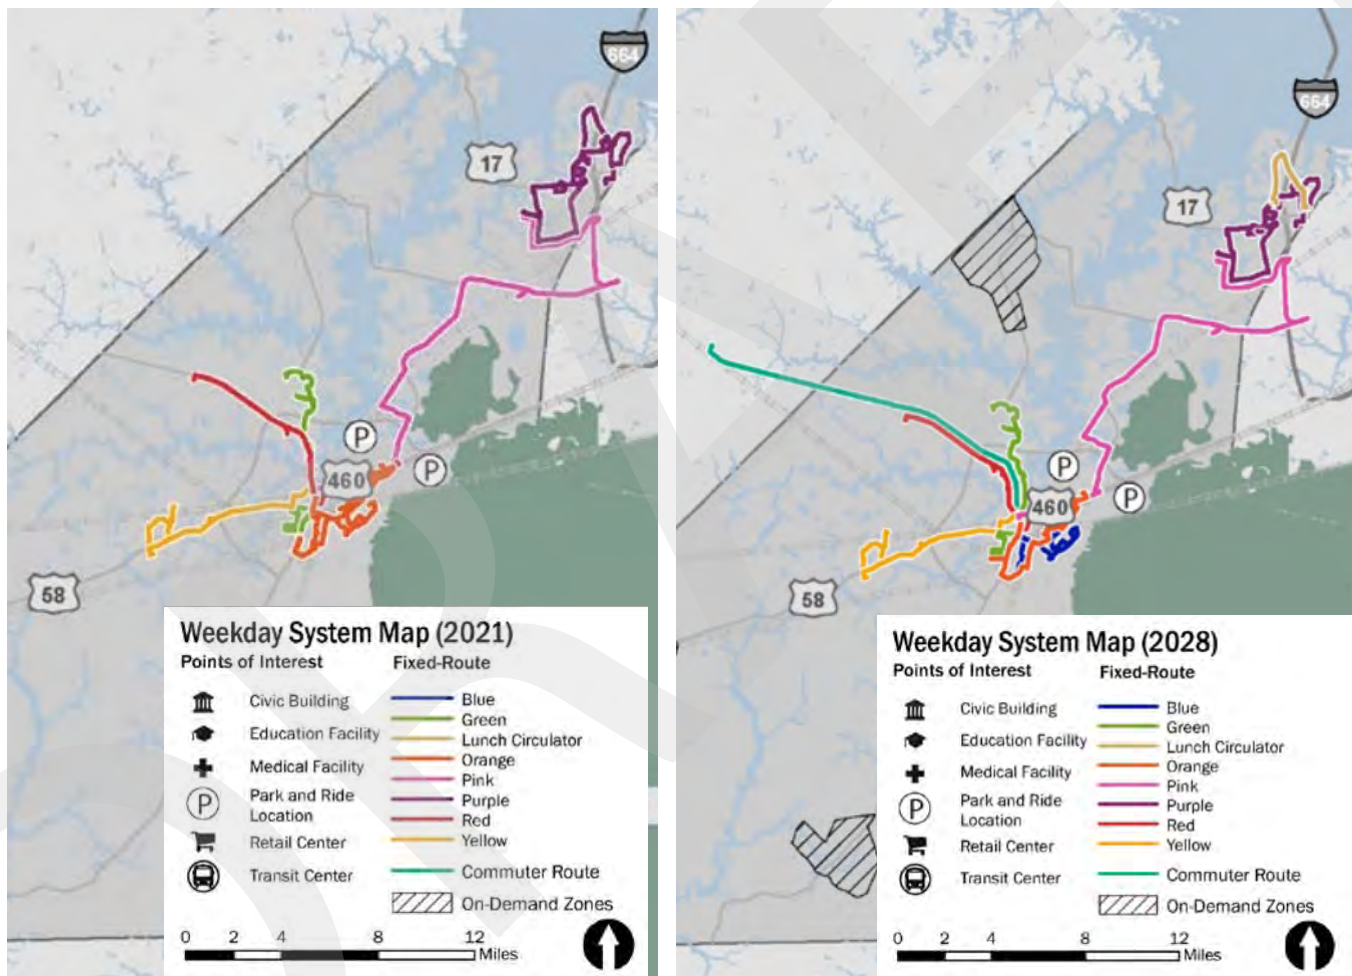 664
17
P
P
460
58
Weekday System Map (2021)
Points of Interest
Fixed-Route
Civic Building
Education Facility
Medical Facility
P
Park and Ride
Location
Retail Center
Transit Center
Blue
Green
Lunch Circulator
Orange
Pink
Purple
Red
Yellow
Commuter Route
On-Demand Zones
0 2 4 8 12
Miles
664
17
P
P
460
58
Weekday System Map (2028)
Points of Interest
Fixed-Route
Civic Building
Education Facility
Medical Facility
P
Park and Ride
Location
Retail Center
Transit Center
Blue
Green
Lunch Circulator
Orange
Pink
Purple
Red
Yellow
Commuter Route
On-Demand Zones
0 2 4 8 12
Miles